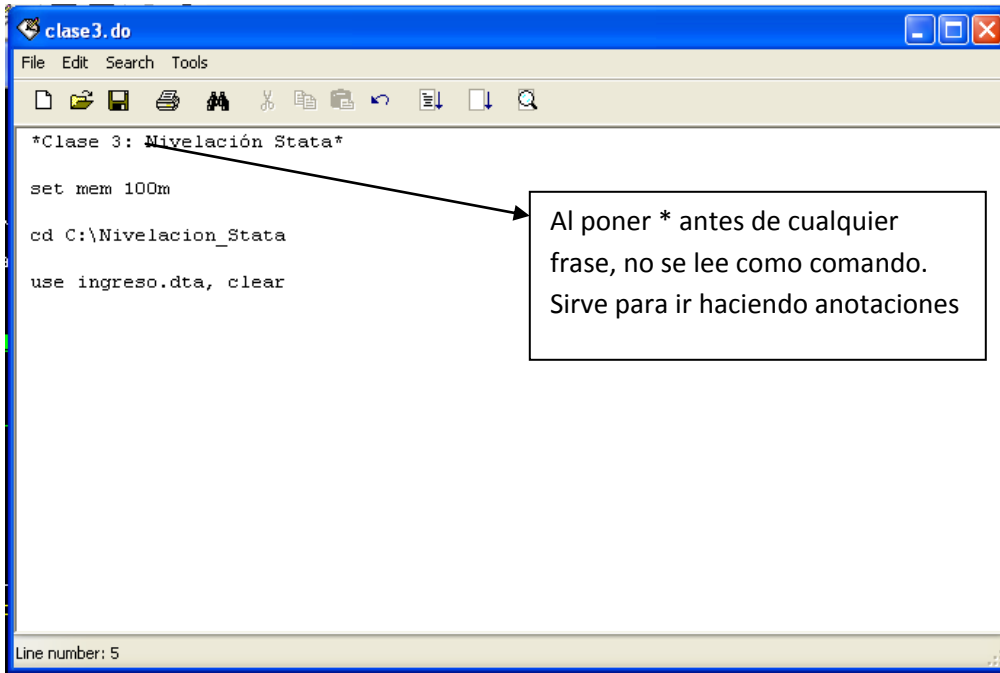 clase3.do
File Edit Search Tools
*Clase 3: Nivelación Stata*
set mem 100m
cd C:\Nivelacion_Stata
use ingreso.dta, clear
Al poner * antes de cualquier
frase, no se lee como comando.
Sirve para ir haciendo anotaciones
Line number: 5